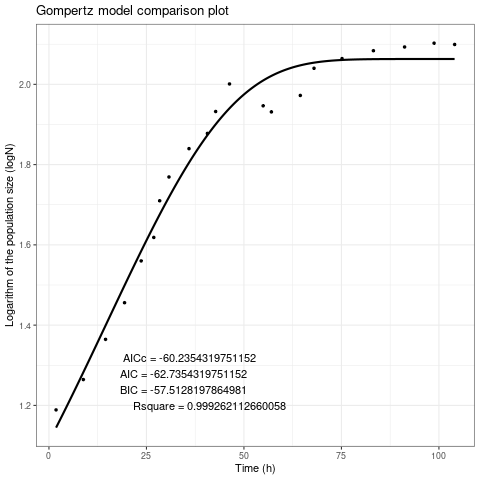 Gompertz model comparison plot
Logarithm of the population size (logN)
2.0
1.8
1.6
1.4
1.2
AICc = -60.2354319751152
AIC = -62.7354319751152
BIC = -57.5128197864981
Rsquare = 0.999262112660058
0 25 50 75 100
Time (h)